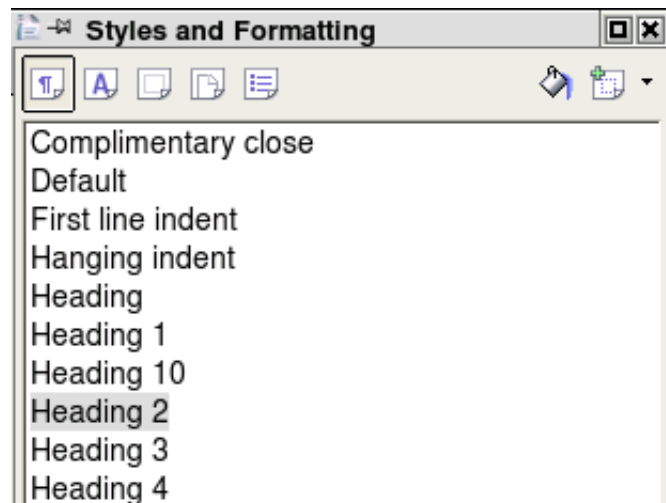 Styles and Formatting
Complimentary close
Default
First line indent
Hanging indent
Heading
Heading 1
Heading 10
Heading 2
Heading 3
Heading 4